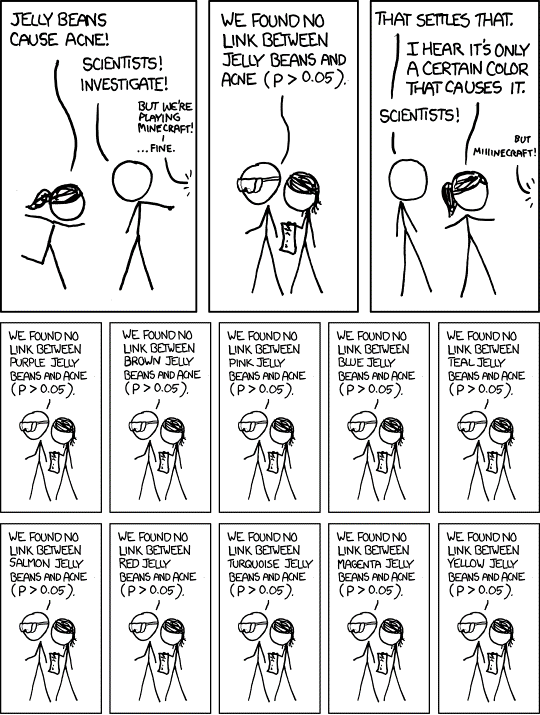 JELLY BEANS
CAUSE ACNE!
SCIENTISTS!
INVESTIGATE!
BUT WE'RE
PLAYING
MINECRAFT!
...FINE.
WE FOUND NO
LINK BETWEEN
JELLY BEANS AND
ACNE (P > 0.05).
THAT SETTLES THAT.
I HEAR IT'S ONLY
A CERTAIN COLOR
THAT CAUSES IT.
SCIENTISTS!
BUT
MIIINECRAFT!
WE FOUND NO
LINK BETWEEN
PURPLE JELLY
BEANS AND ACNE
(P > 0.05).
WE FOUND NO
LINK BETWEEN
BROWN JELLY
BEANS AND ACNE
(P > 0.05).
WE FOUND NO
LINK BETWEEN
PINK JELLY
BEANS AND ACNE
(P > 0.05).
WE FOUND NO
LINK BETWEEN
BLUE JELLY
BEANS AND ACNE
(P > 0.05).
WE FOUND NO
LINK BETWEEN
TEAL JELLY
BEANS AND ACNE
(P > 0.05).
WE FOUND NO
LINK BETWEEN
SALMON JELLY
BEANS AND ACNE
(P > 0.05).
WE FOUND NO
LINK BETWEEN
RED JELLY
BEANS AND ACNE
(P > 0.05).
WE FOUND NO
LINK BETWEEN
TURQUOISE JELLY
BEANS AND ACNE
(P > 0.05).
WE FOUND NO
LINK BETWEEN
MAGENTA JELLY
BEANS AND ACNE
(P > 0.05).
WE FOUND NO
LINK BETWEEN
YELLOW JELLY
BEANS AND ACNE
(P > 0.05).